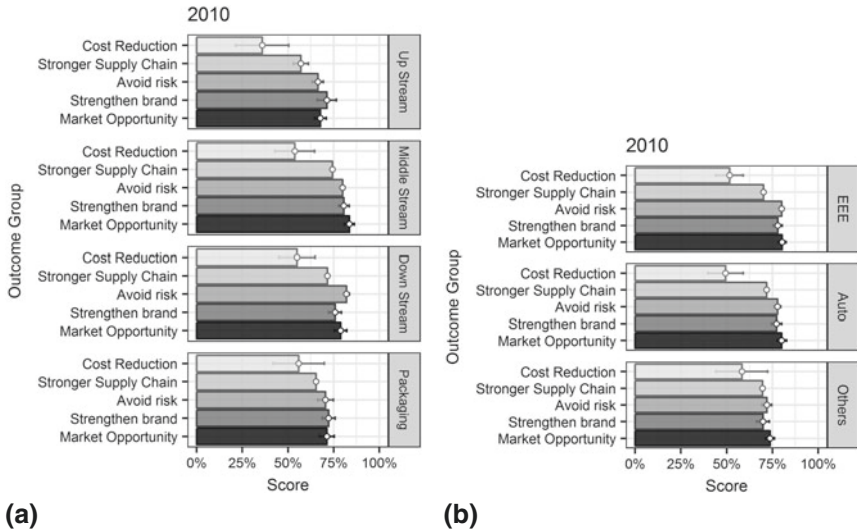 2010
Outcome Group
Cost Reduction
Stronger Supply Chain
Avoid risk
Strengthen brand
Market Opportunity
Up Stream
Cost Reduction
Stronger Supply Chain
Avoid risk
Strengthen brand
Market Opportunity
Middle Stream
Cost Reduction
Stronger Supply Chain
Avoid risk
Strengthen brand
Market Opportunity
Down Stream
Cost Reduction
Stronger Supply Chain
Avoid risk
Strengthen brand
Market Opportunity
Packaging
0% 25% 50% 75% 100%
Score
(a)
2010
Outcome Group
Cost Reduction
Stronger Supply Chain
Avoid risk
Strengthen brand
Market Opportunity
EEE
Cost Reduction
Stronger Supply Chain
Avoid risk
Strengthen brand
Market Opportunity
Auto
Cost Reduction
Stronger Supply Chain
Avoid risk
Strengthen brand
Market Opportunity
Others
0% 25% 50% 75% 100%
Score
(b)